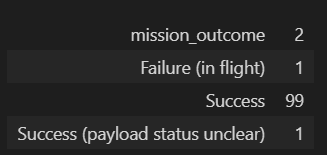 mission_outcome 2
Failure (in flight) 1
Success 99
Success (payload status unclear) 1